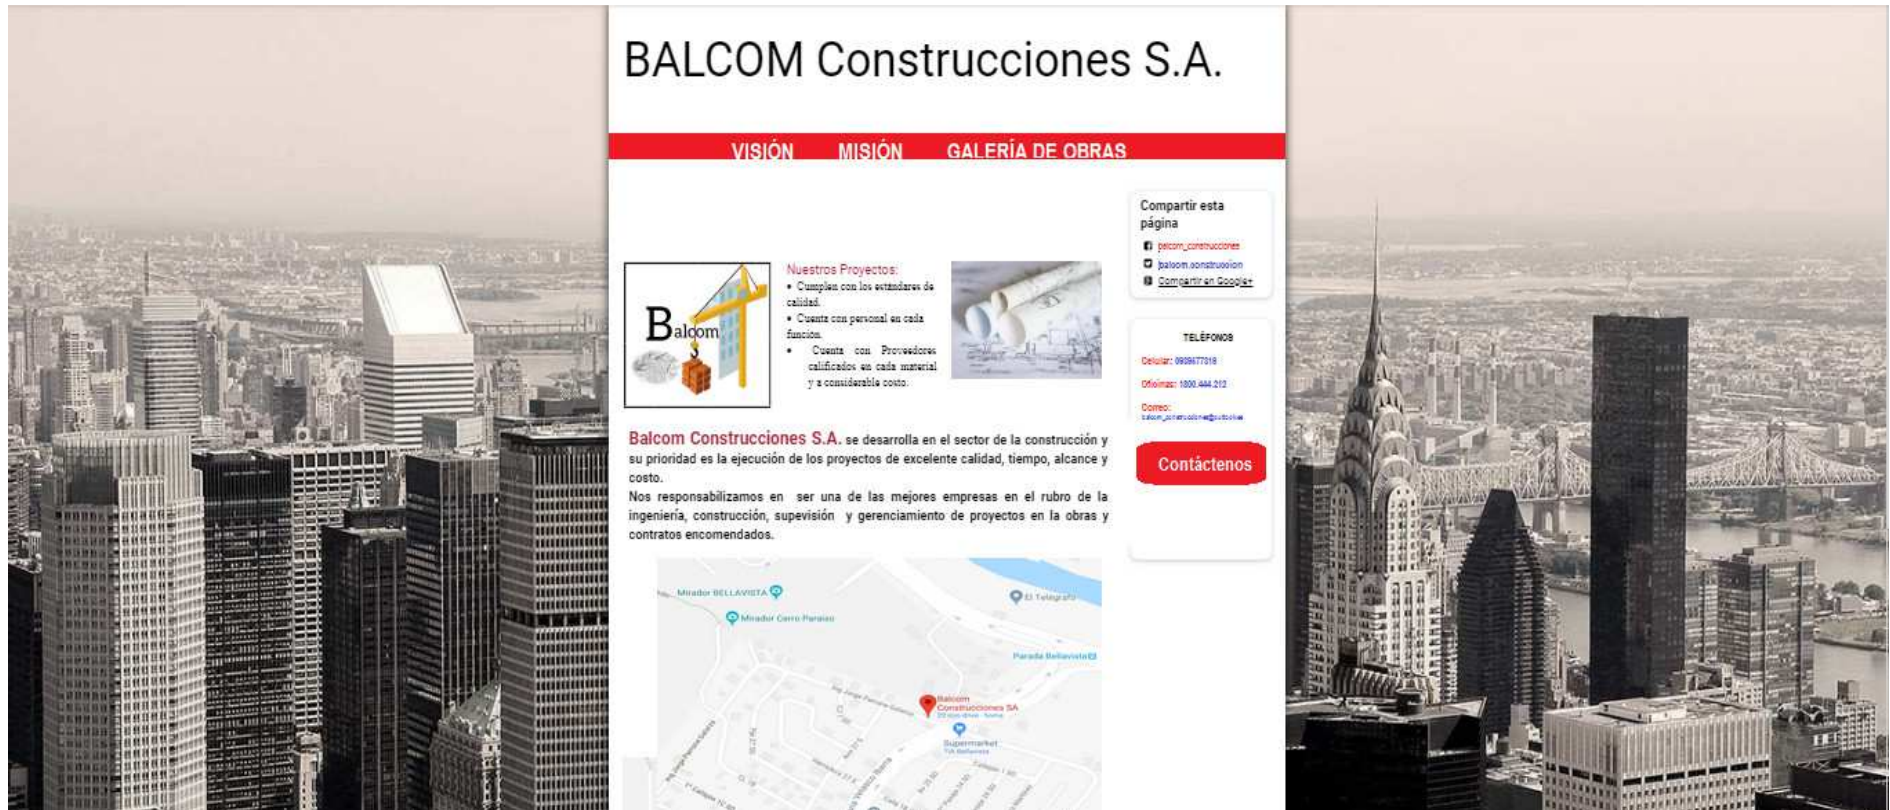 BALCOM Construcciones S.A.
VISIÓN MISIÓN GALERÍA DE OBRAS
Balcom
Nuestros Proyectos:
• Cumplen con los estándares de
calidad.
• Cuenta con personal en cada
función.
• Cuenta con Proveedores
calificados en cada material
y a considerable costo.
Balcom Construcciones S.A. se desarrolla en el sector de la construcción y
su prioridad es la ejecución de los proyectos de excelente calidad, tiempo, alcance y
costo.
Nos responsabilizamos en ser una de las mejores empresas en el rubro de la
ingeniería, construcción, supevisión y gerenciamiento de proyectos en la obras y
contratos encomendados.
Compartir esta
página
Compartir en Google+
TELÉFONOS
Celular:
Oficinas: 1800.444.212
Correo:
Contáctenos
Mirador BELLAVISTA
Mirador Cerro Paraiso
El Telégrafo
Parada Bellavista
Balcom
Construcciones SA
Supermarket